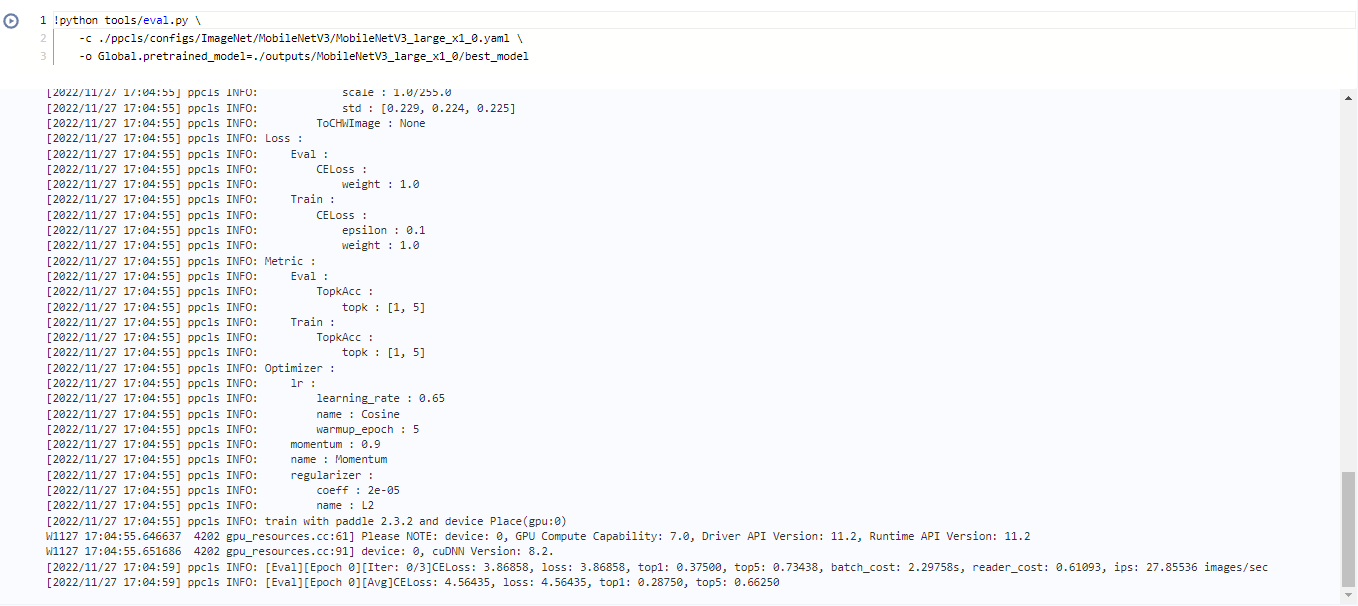 1 !python tools/eval.py \
2 -c ./ppcls/configs/ImageNet/MobileNetV3/MobileNetV3_large_x1_0.yaml \
3 -o Global.pretrained_model=./outputs/MobileNetV3_large_x1_0/best_model
[2022/11/27 17:04:55] ppcls INFO: scale : 1.0/255.0
[2022/11/27 17:04:55] ppcls INFO: std : [0.229, 0.224, 0.225]
[2022/11/27 17:04:55] ppcls INFO: ToCHWImage : None
[2022/11/27 17:04:55] ppcls INFO: Loss :
[2022/11/27 17:04:55] ppcls INFO: Eval :
[2022/11/27 17:04:55] ppcls INFO: CELoss :
[2022/11/27 17:04:55] ppcls INFO: weight : 1.0
[2022/11/27 17:04:55] ppcls INFO: Train :
[2022/11/27 17:04:55] ppcls INFO: CELoss :
[2022/11/27 17:04:55] ppcls INFO: epsilon : 0.1
[2022/11/27 17:04:55] ppcls INFO: weight : 1.0
[2022/11/27 17:04:55] ppcls INFO: Metric :
[2022/11/27 17:04:55] ppcls INFO: Eval :
[2022/11/27 17:04:55] ppcls INFO: TopkAcc :
[2022/11/27 17:04:55] ppcls INFO: topk : [1, 5]
[2022/11/27 17:04:55] ppcls INFO: Train :
[2022/11/27 17:04:55] ppcls INFO: TopkAcc :
[2022/11/27 17:04:55] ppcls INFO: topk : [1, 5]
[2022/11/27 17:04:55] ppcls INFO: Optimizer :
[2022/11/27 17:04:55] ppcls INFO: lr :
[2022/11/27 17:04:55] ppcls INFO: learning_rate : 0.65
[2022/11/27 17:04:55] ppcls INFO: name : Cosine
[2022/11/27 17:04:55] ppcls INFO: warmup_epoch : 5
[2022/11/27 17:04:55] ppcls INFO: momentum : 0.9
[2022/11/27 17:04:55] ppcls INFO: name : Momentum
[2022/11/27 17:04:55] ppcls INFO: regularizer :
[2022/11/27 17:04:55] ppcls INFO: coeff : 2e-05
[2022/11/27 17:04:55] ppcls INFO: name : L2
[2022/11/27 17:04:55] ppcls INFO: train with paddle 2.3.2 and device Place(gpu:0)
W1127 17:04:55.646637 4202 gpu_resources.cc:61] Please NOTE: device: 0, GPU Compute Capability: 7.0, Driver API Version: 11.2, Runtime API Version: 11.2
W1127 17:04:55.651686 4202 gpu_resources.cc:91] device: 0, cuDNN Version: 8.2.
[2022/11/27 17:04:59] ppcls INFO: [Eval][Epoch 0][Iter: 0/3]CELoss: 3.86858, loss: 3.86858, top1: 0.37500, top5: 0.73438, batch_cost: 2.29758s, reader_cost: 0.61093, ips: 27.85536 images/sec
[2022/11/27 17:04:59] ppcls INFO: [Eval][Epoch 0][Avg]CELoss: 4.56435, loss: 4.56435, top1: 0.28750, top5: 0.66250